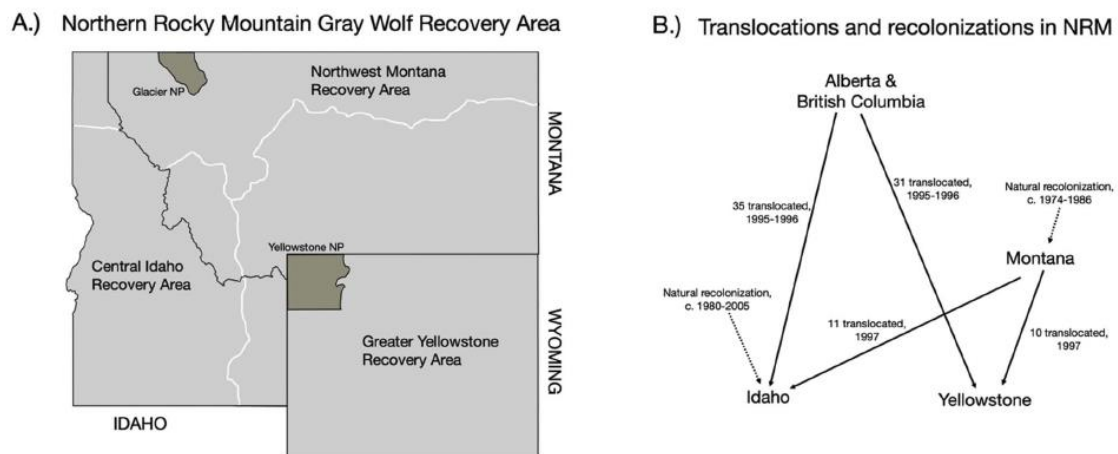 A.) Northern Rocky Mountain Gray Wolf Recovery Area
Glacier NP
Northwest Montana
Recovery Area
MONTANA
Yellowstone NP
Central Idaho
Recovery Area
Greater Yellowstone
Recovery Area
WYOMING
IDAHO
B.) Translocations and recolonizations in NRM
Alberta &
British Columbia
31 translocated,
1995-1996
Natural recolonization,
c. 1974-1986
35 translocated,
1995-1996
Montana
Natural recolonization,
c. 1980-2005
11 translocated,
1997
10 translocated,
1997
Idaho
Yellowstone